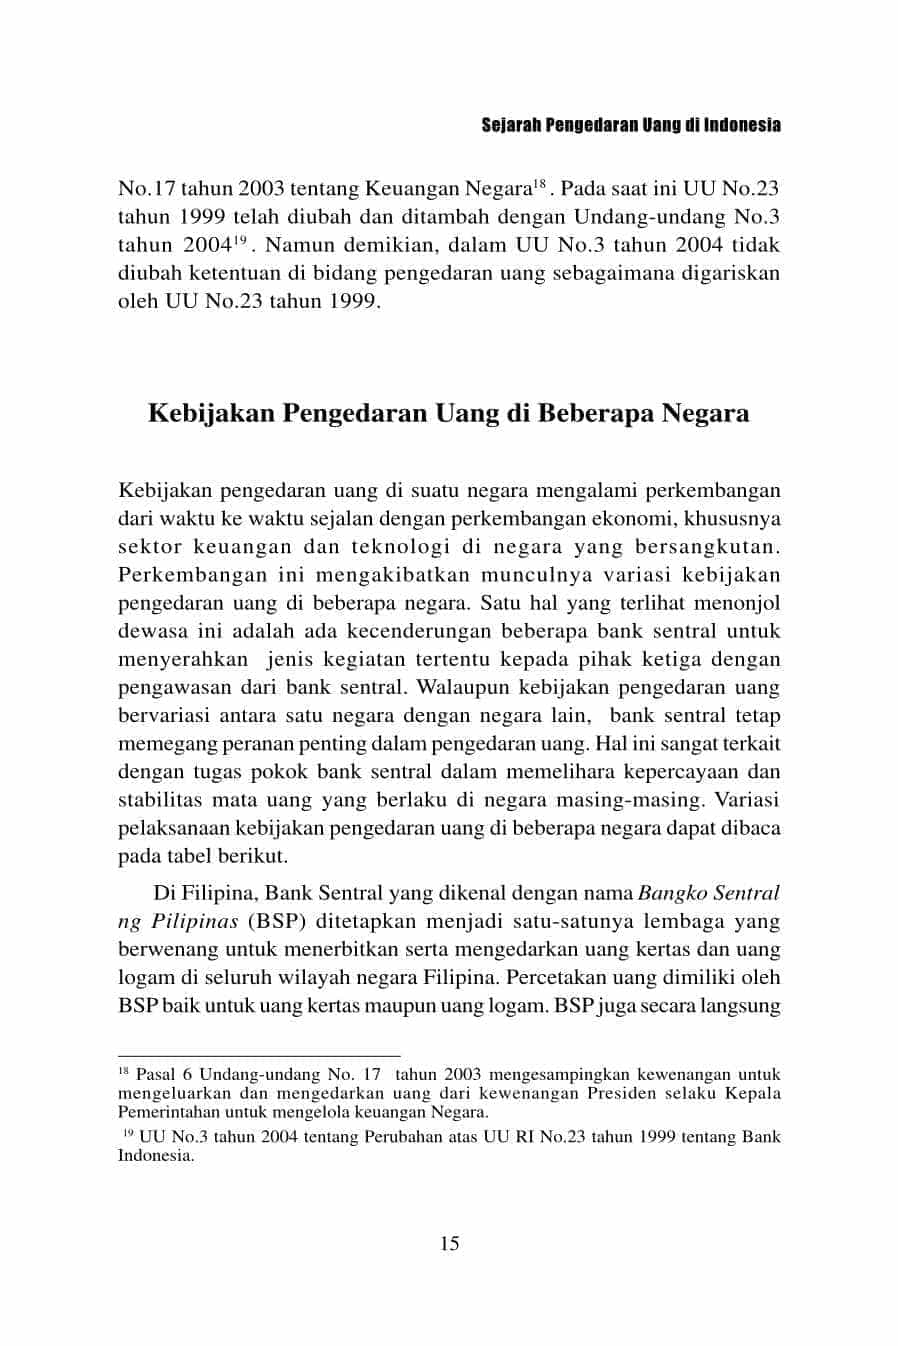 Sejarah Pengedaran Uang di Indonesia
No.17 tahun 2003 tentang Keuangan Negara18 . Pada saat ini UU No.23
tahun 1999 telah diubah dan ditambah dengan Undang-undang No.3
tahun 200419 . Namun demikian, dalam UU No.3 tahun 2004 tidak
diubah ketentuan di bidang pengedaran uang sebagaimana digariskan
oleh UU No.23 tahun 1999.
Kebijakan Pengedaran Uang di Beberapa Negara
Kebijakan pengedaran uang di suatu negara mengalami perkembangan
dari waktu ke waktu sejalan dengan perkembangan ekonomi, khususnya
sektor keuangan dan teknologi di negara yang bersangkutan.
Perkembangan ini mengakibatkan munculnya variasi kebijakan
pengedaran uang di beberapa negara. Satu hal yang terlihat menonjol
dewasa ini adalah ada kecenderungan beberapa bank sentral untuk
menyerahkan jenis kegiatan tertentu kepada pihak ketiga dengan
pengawasan dari bank sentral. Walaupun kebijakan pengedaran uang
bervariasi antara satu negara dengan negara lain, bank sentral tetap
memegang peranan penting dalam pengedaran uang. Hal ini sangat terkait
dengan tugas pokok bank sentral dalam memelihara kepercayaan dan
stabilitas mata uang yang berlaku di negara masing-masing. Variasi
pelaksanaan kebijakan pengedaran uang di beberapa negara dapat dibaca
pada tabel berikut.
Di Filipina, Bank Sentral yang dikenal dengan nama Bangko Sentral
ng Pilipinas (BSP) ditetapkan menjadi satu-satunya lembaga yang
berwenang untuk menerbitkan serta mengedarkan uang kertas dan uang
logam di seluruh wilayah negara Filipina. Percetakan uang dimiliki oleh
BSP baik untuk uang kertas maupun uang logam. BSP juga secara langsung
18 Pasal 6 Undang-undang No. 17 tahun 2003 mengesampingkan kewenangan untuk
mengeluarkan dan mengedarkan uang dari kewenangan Presiden selaku Kepala
Pemerintahan untuk mengelola keuangan Negara.
19 UU No.3 tahun 2004 tentang Perubahan atas UU RI No.23 tahun 1999 tentang Bank
Indonesia.
15